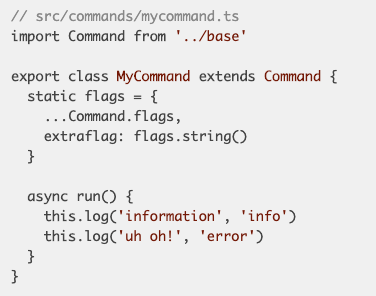 // src/commands/mycommand.ts
import Command from '../base'

export class MyCommand extends Command {
  static flags = {
    ...Command.flags,
    extraflag: flags.string()
  }

  async run() {
    this.log('information', 'info')
    this.log('uh oh!', 'error')
  }
}